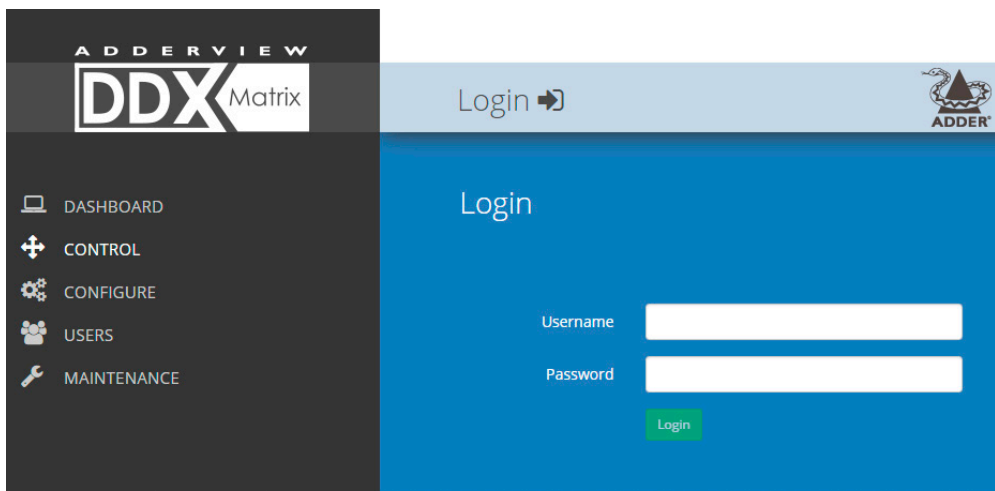 ADDERVIEW
DDX Matrix
Login
ADDER®
DASHBOARD
CONTROL
CONFIGURE
USERS
MAINTENANCE
Login
Username
Password
Login